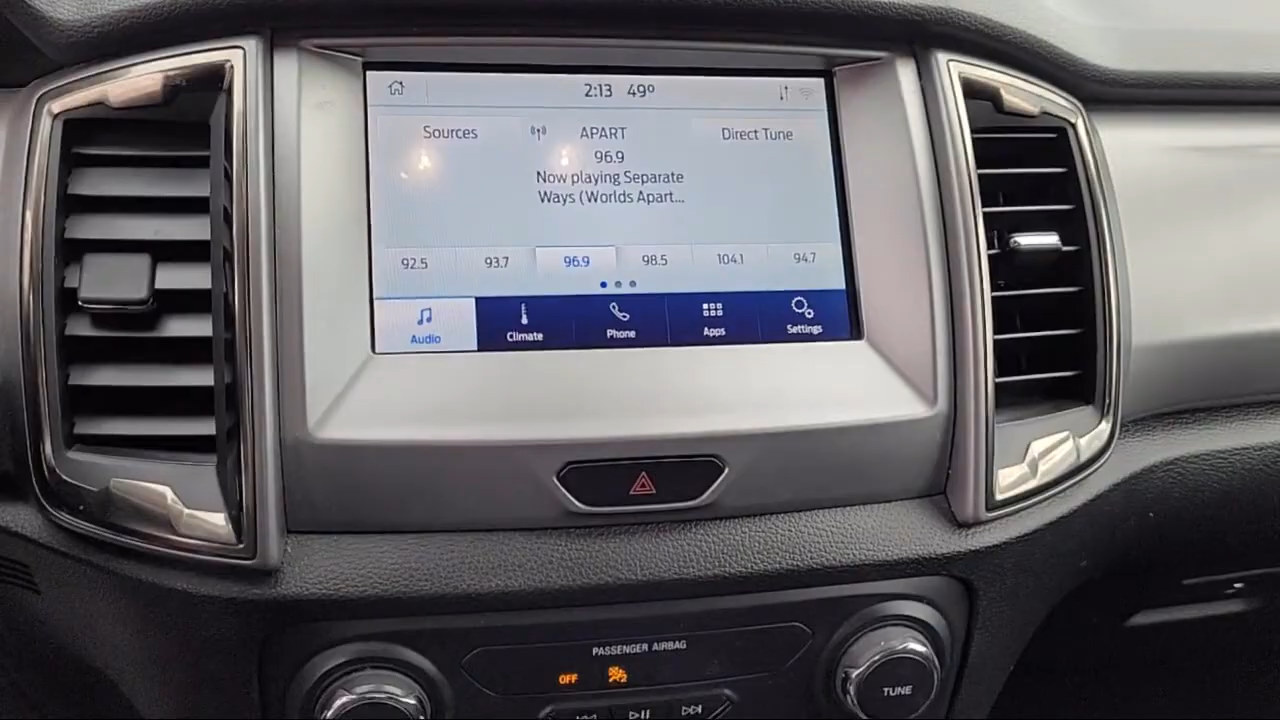 2:13 49°
Sources
APART
Direct Tune
96.9
Now playing Separate
Ways (Worlds Apart...
92.5 93.7 96.9 98.5 104.1 94.7
Audio Climate Phone Apps Settings
PASSENGER AIRBAG
OFF
2
TUNE